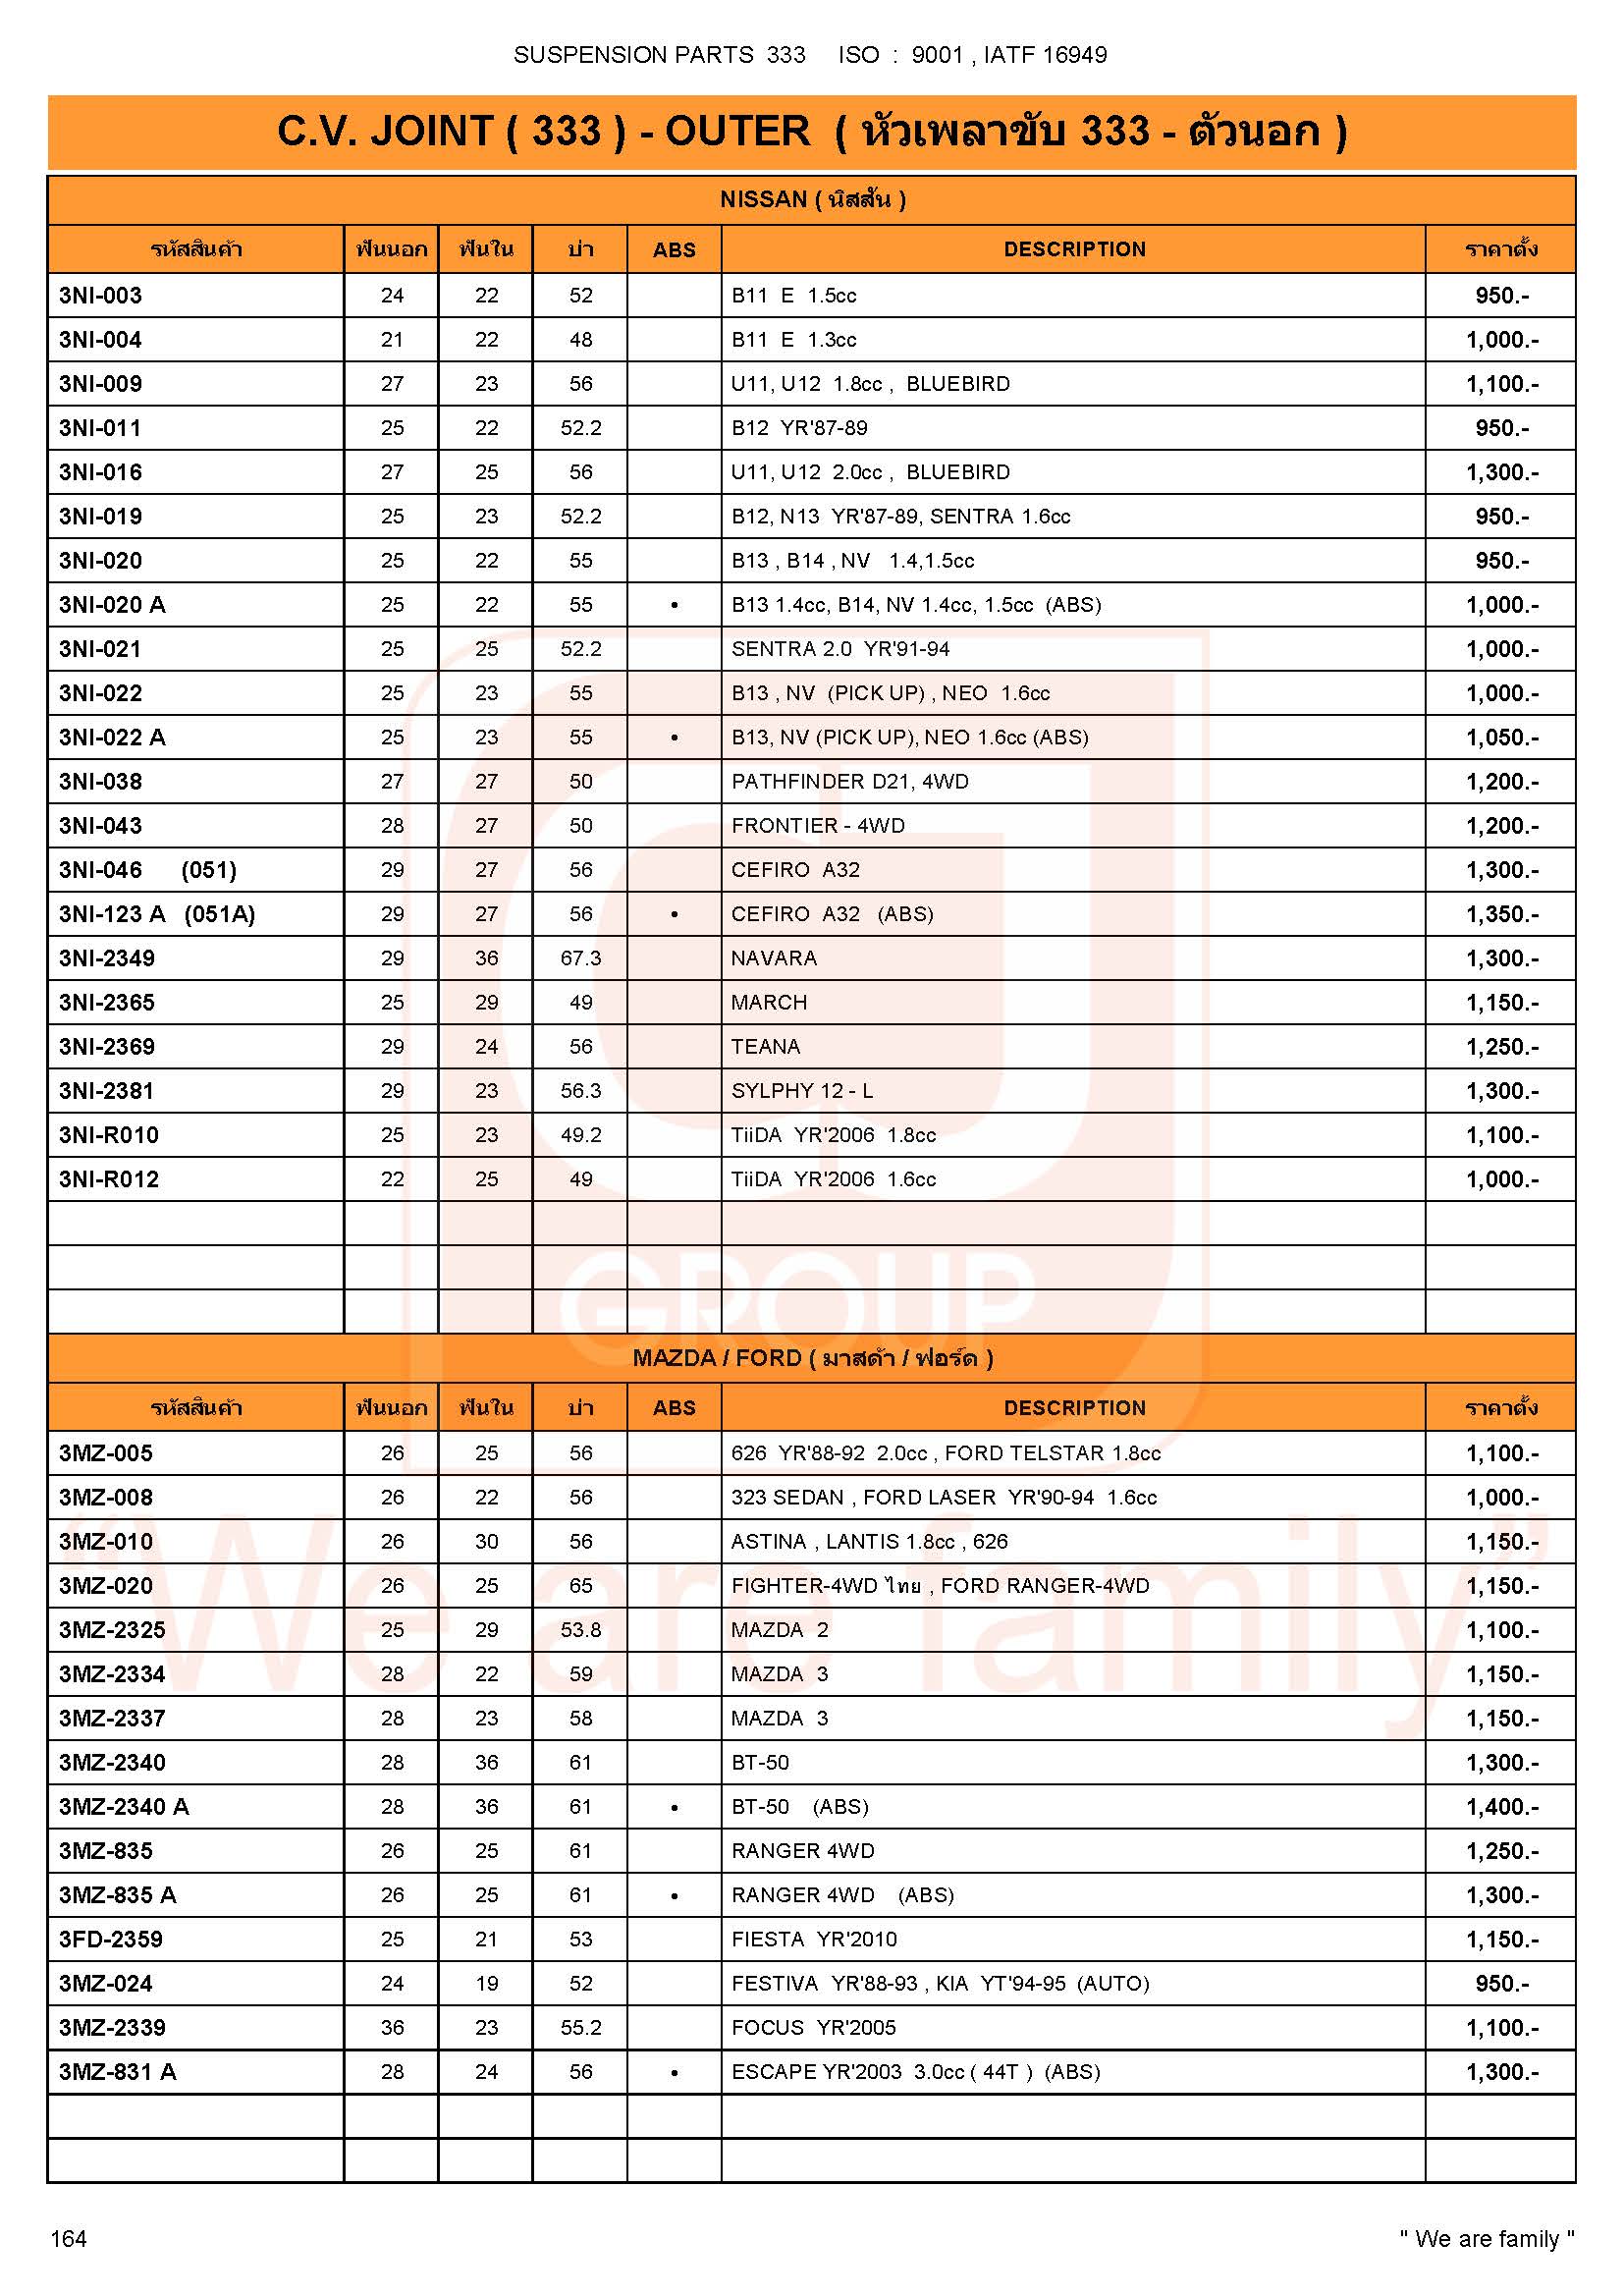 SUSPENSION PARTS 333 ISO : 9001 , IATF 16949
C.V. JOINT ( 333 ) - OUTER ( หัวเพลาขับ 333 - ตัวนอก )
NISSAN ( นิสสัน )
รหัสสินค้า ฟันนอก ฟันใน บ่า ABS DESCRIPTION ราคาตั้ง
3NI-003 24 22 52 B11 E 1.5cc 950.-
3NI-004 21 22 48 B11 E 1.3cc 1,000.-
3NI-009 27 23 56 U11, U12 1.8cc , BLUEBIRD 1,100.-
3NI-011 25 22 52.2 B12 YR'87-89 950.-
3NI-016 27 25 56 U11, U12 2.0cc , BLUEBIRD 1,300.-
3NI-019 25 23 52.2 B12, N13 YR'87-89, SENTRA 1.6cc 950.-
3NI-020 25 22 55 B13 , B14 , NV 1.4,1.5cc 950.-
3NI-020 A 25 22 55 • B13 1.4cc, B14, NV 1.4cc, 1.5cc (ABS) 1,000.-
3NI-021 25 25 52.2 SENTRA 2.0 YR'91-94 1,000.-
3NI-022 25 23 55 B13 , NV (PICK UP) , NEO 1.6cc 1,000.-
3NI-022 A 25 23 55 • B13, NV (PICK UP), NEO 1.6cc (ABS) 1,050.-
3NI-038 27 27 50 PATHFINDER D21, 4WD 1,200.-
3NI-043 28 27 50 FRONTIER - 4WD 1,200.-
3NI-046 (051) 29 27 56 CEFIRO A32 1,300.-
3NI-123 A (051A) 29 27 56 • CEFIRO A32 (ABS) 1,350.-
3NI-2349 29 36 67.3 NAVARA 1,300.-
3NI-2365 25 29 49 MARCH 1,150.-
3NI-2369 29 24 56 TEANA 1,250.-
3NI-2381 29 23 56.3 SYLPHY 12 - L 1,300.-
3NI-R010 25 23 49.2 TiiDA YR'2006 1.8cc 1,100.-
3NI-R012 22 25 49 TiiDA YR'2006 1.6cc 1,000.-
GROUP
MAZDA / FORD ( มาสด้า / ฟอร์ด )
รหัสสินค้า ฟันนอก ฟันใน บ่า ABS DESCRIPTION ราคาตั้ง
3MZ-005 26 25 56 626 YR'88-92 2.0cc , FORD TELSTAR 1.8cc 1,100.-
3MZ-008 26 22 56 323 SEDAN , FORD LASER YR'90-94 1.6cc 1,000.-
3MZ-010 26 30 56 ASTINA , LANTIS 1.8cc , 626 1,150.-
3MZ-020 26 25 65 FIGHTER-4WD ไทย , FORD RANGER-4WD 1,150.-
"We are family"
3MZ-2325 25 29 53.8 MAZDA 2 1,100.-
3MZ-2334 28 22 59 MAZDA 3 1,150.-
3MZ-2337 28 23 58 MAZDA 3 1,150.-
3MZ-2340 28 36 61 BT-50 1,300.-
3MZ-2340 A 28 36 61 • BT-50 (ABS) 1,400.-
3MZ-835 26 25 61 RANGER 4WD 1,250.-
3MZ-835 A 26 25 61 • RANGER 4WD (ABS) 1,300.-
3FD-2359 25 21 53 FIESTA YR'2010 1,150.-
3MZ-024 24 19 52 FESTIVA YR'88-93 , KIA YT'94-95 (AUTO) 950.-
3MZ-2339 36 23 55.2 FOCUS YR'2005 1,100.-
3MZ-831 A 28 24 56 • ESCAPE YR'2003 3.0cc ( 44T ) (ABS) 1,300.-
164 " We are family "